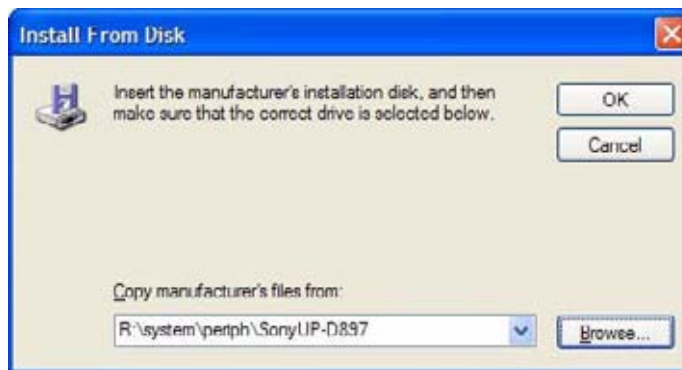 Install From Disk
Insert the manufacturer's installation disk, and then
make sure that the correct drive is selected below.
OK
Cancel
Copy manufacturer's files from:
R:\system\periph\SonyUP-D897
Browse...